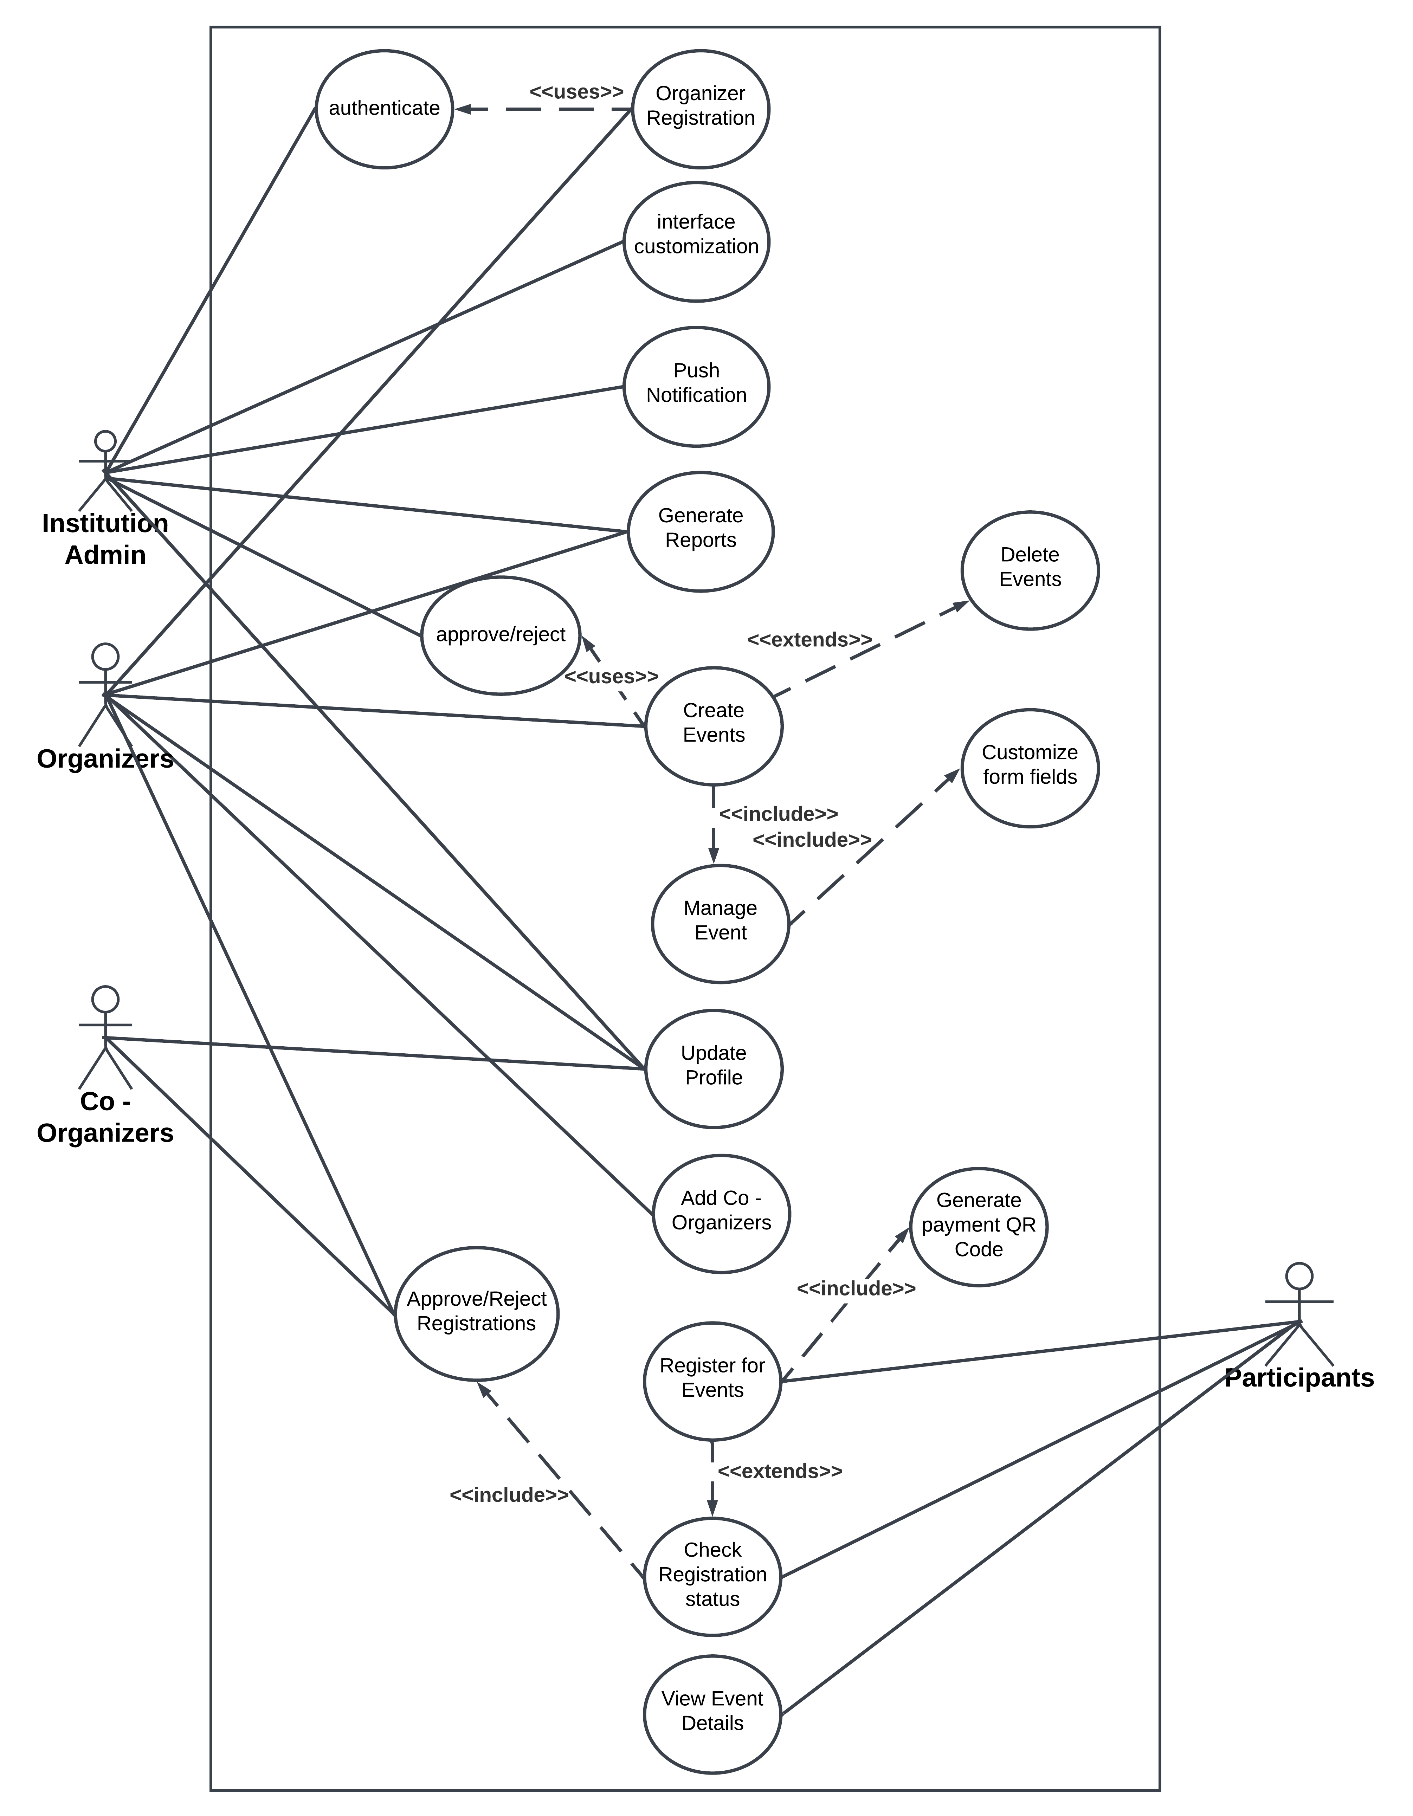 authenticate
<<uses>>
Organizer
Registration
interface
customization
Push
Notification
Institution
Admin
Generate
Reports
Delete
Events
approve/reject
<<extends>>
<<uses>>
Create
Events
Organizers
Customize
form fields
<<include>>
<<include>>
Manage
Event
Co -
Organizers
Update
Profile
Add Co -
Organizers
Generate
payment QR
Code
<<include>>
Approve/Reject
Registrations
Register for
Events
Participants
<<extends>>
<<include>>
Check
Registration
status
View Event
Details